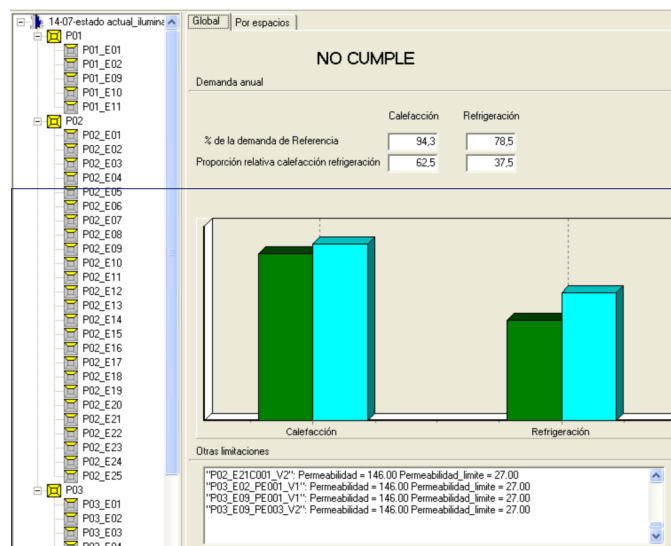 14-07-estado actual_ilumina
P01
P01_E01
P01_E02
P01_E09
P01_E10
P01_E11
P02
P02_E01
P02_E02
P02_E03
P02_E04
P02_E05
P02_E06
P02_E07
P02_E08
P02_E09
P02_E10
P02_E11
P02_E12
P02_E13
P02_E14
P02_E15
P02_E16
P02_E17
P02_E18
P02_E19
P02_E20
P02_E21
P02_E22
P02_E23
P02_E24
P02_E25
P03
P03_E01
P03_E02
P03_E03
P03_E04
Global Por espacios
NO CUMPLE
Demanda anual
Calefacción Refrigeración
% de la demanda de Referencia 94,3 78,5
Proporción relativa calefacción refrigeración 62,5 37,5
Calefacción Refrigeración
Otras limitaciones
"P02_E21C001_V2": Permeabilidad = 146.00 Permeabilidad_limite = 27.00
"P03_E02_PE001_V1": Permeabilidad = 146.00 Permeabilidad_limite = 27.00
"P03_E09_PE001_V1": Permeabilidad = 146.00 Permeabilidad_limite = 27.00
"P03_E09_PE003_V2": Permeabilidad = 146.00 Permeabilidad_limite = 27.00